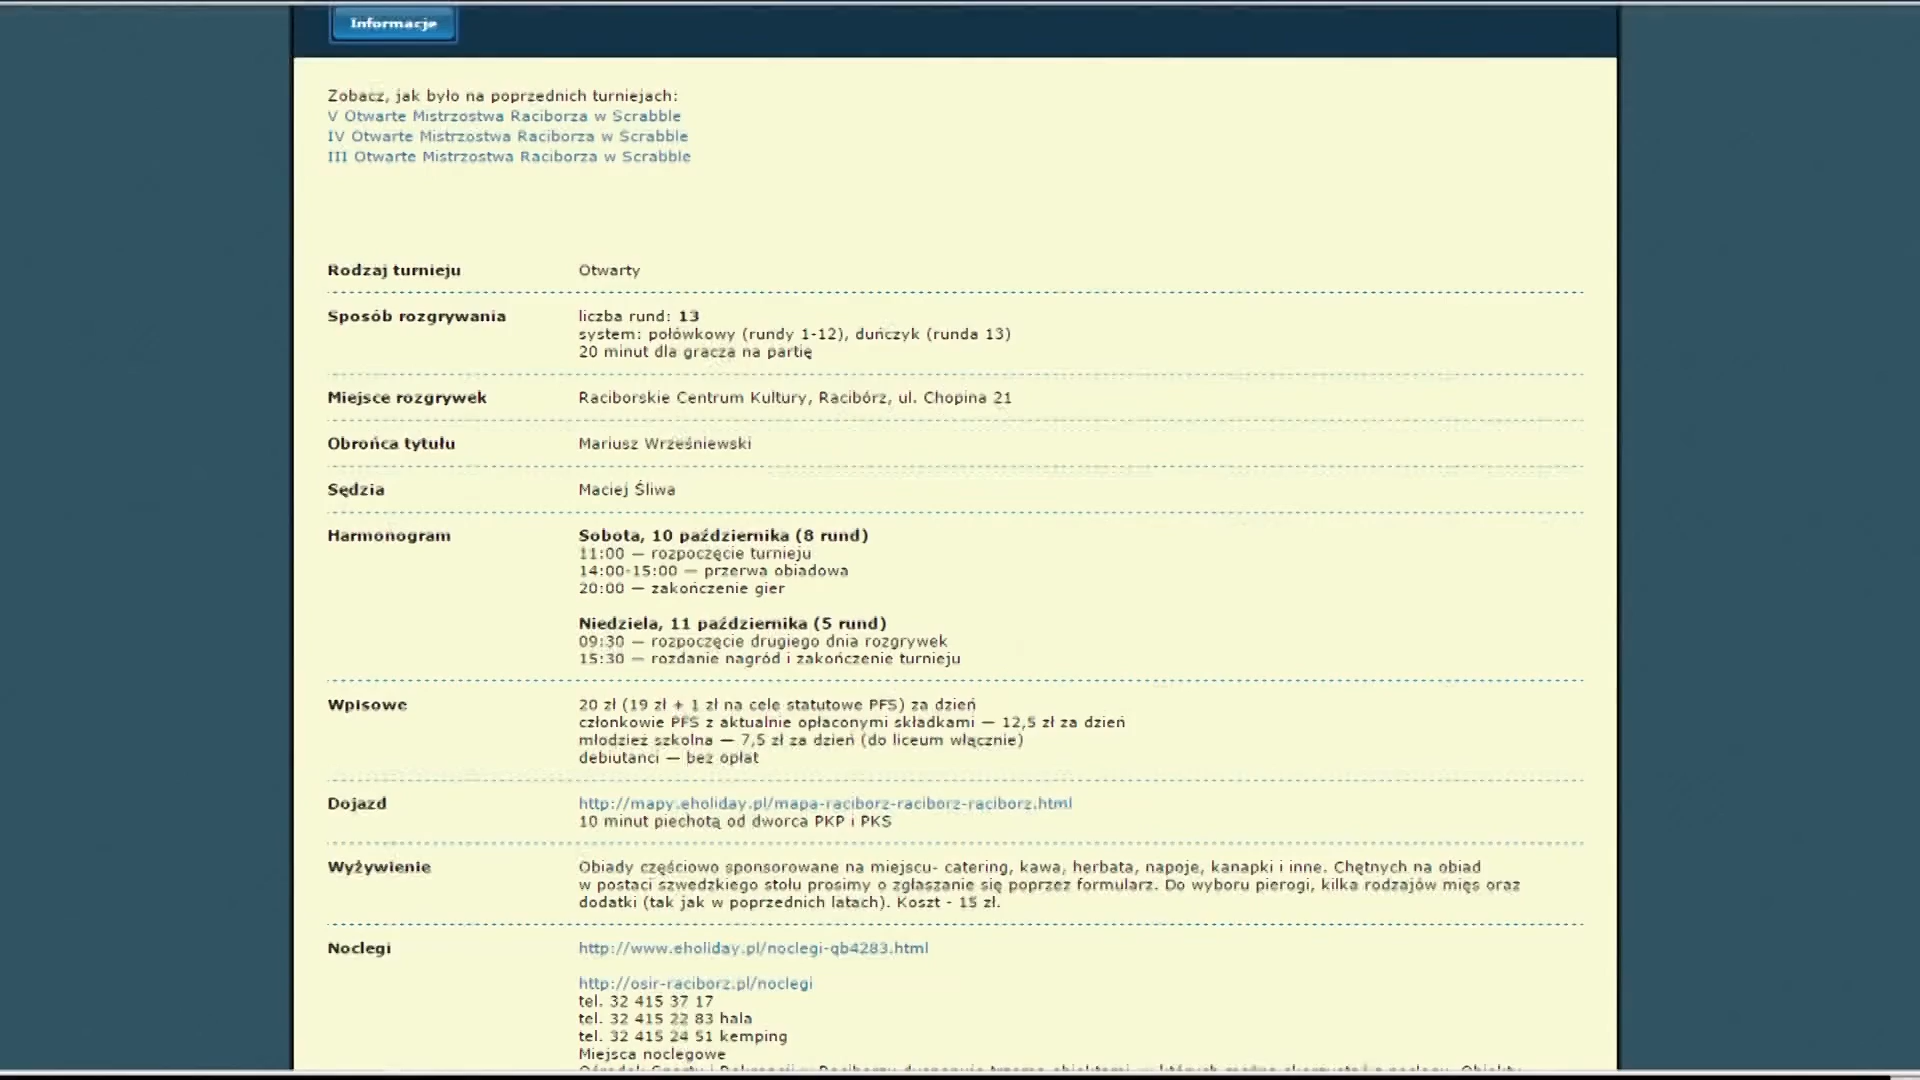 Informacje
Zobacz, jak było na poprzednich turniejach:
V Otwarte Mistrzostwa Raciborza w Scrabble
IV Otwarte Mistrzostwa Raciborza w Scrabble
III Otwarte Mistrzostwa Raciborza w Scrabble
Rodzaj turnieju Otwarty
Sposób rozgrywania liczba rund: 13
system: połówkowy (rundy 1-12), duńczyk (runda 13)
20 minut dla gracza na partię
Miejsce rozgrywek Raciborskie Centrum Kultury, Racibórz, ul. Chopina 21
Obrońca tytułu Mariusz Wrześniewski
Sędzia Maciej Śliwa
Harmonogram Sobota, 10 października (8 rund)
11:00 — rozpoczęcie turnieju
14:00-15:00 — przerwa obiadowa
20:00 — zakończenie gier
Niedziela, 11 października (5 rund)
09:30 — rozpoczęcie drugiego dnia rozgrywek
15:30 — rozdanie nagród i zakończenie turnieju
Wpisowe 20 zł (19 zł + 1 zł na cele statutowe PFS) za dzień
członkowie PFS z aktualnie opłaconymi składkami — 12,5 zł za dzień
młodzież szkolna — 7,5 zł za dzień (do liceum włącznie)
debiutanci — bez opłat
Dojazd http://mapy.eholiday.pl/mapa-raciborz-raciborz-raciborz.html
10 minut piechotą od dworca PKP i PKS
Wyżywienie Obiady częściowo sponsorowane na miejscu- catering, kawa, herbata, napoje, kanapki i inne. Chętnych na obiad
w postaci szwedzkiego stołu prosimy o zgłaszanie się poprzez formularz. Do wyboru pierogi, kilka rodzajów mięs oraz
dodatki (tak jak w poprzednich latach). Koszt - 15 zł.
Noclegi http://www.eholiday.pl/noclegi-qb4283.html
http://osir-raciborz.pl/noclegi
tel. 32 415 37 17
tel. 32 415 22 83 hala
tel. 32 415 24 51 kemping
Miejsca noclegowe